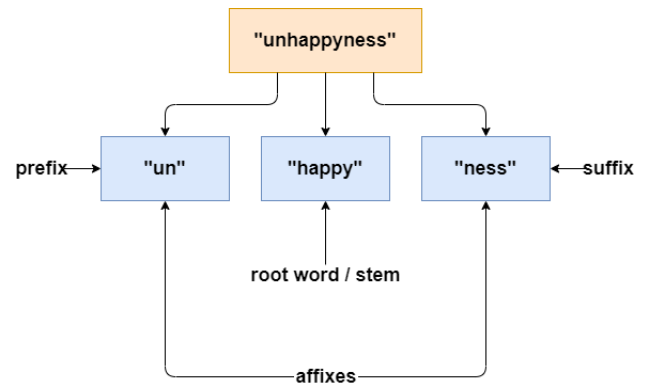 "unhappyness"
prefix "un" "happy" "ness" suffix
root word / stem
affixes